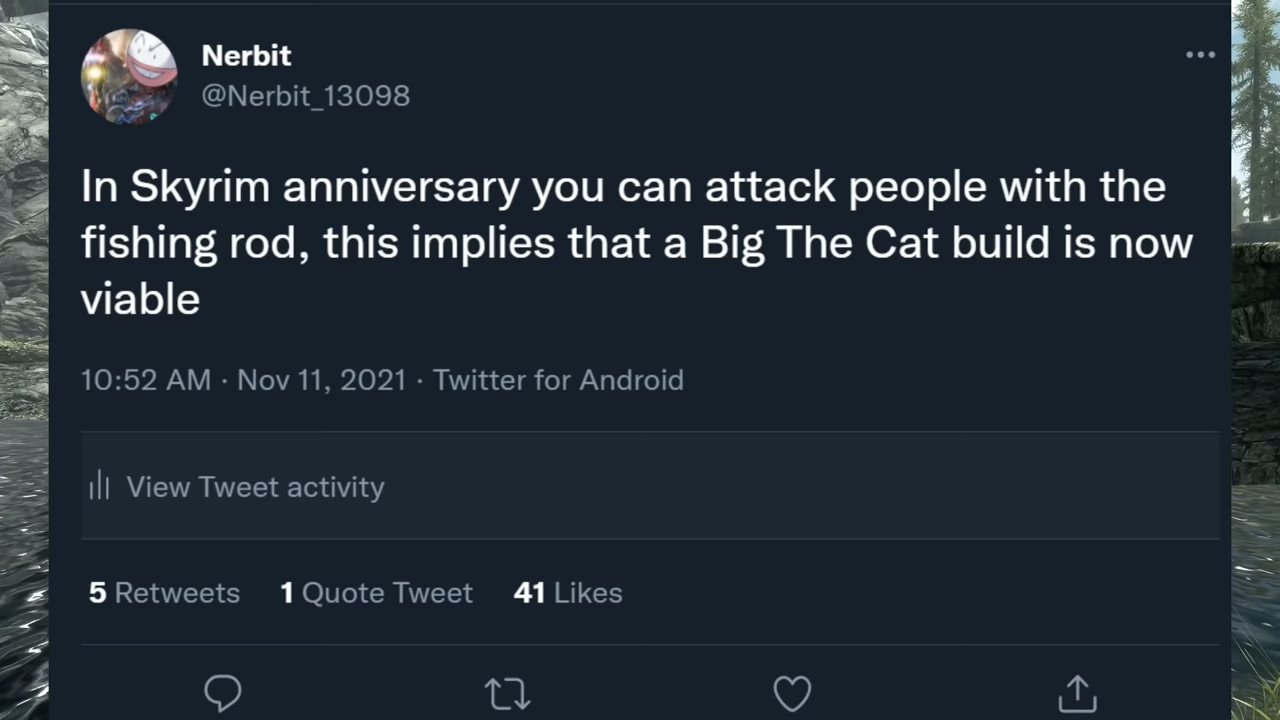 Nerbit
@Nerbit_13098
In Skyrim anniversary you can attack people with the
fishing rod, this implies that a Big The Cat build is now
viable
10:52 AM · Nov 11, 2021 · Twitter for Android
View Tweet activity
5 Retweets 1 Quote Tweet 41 Likes